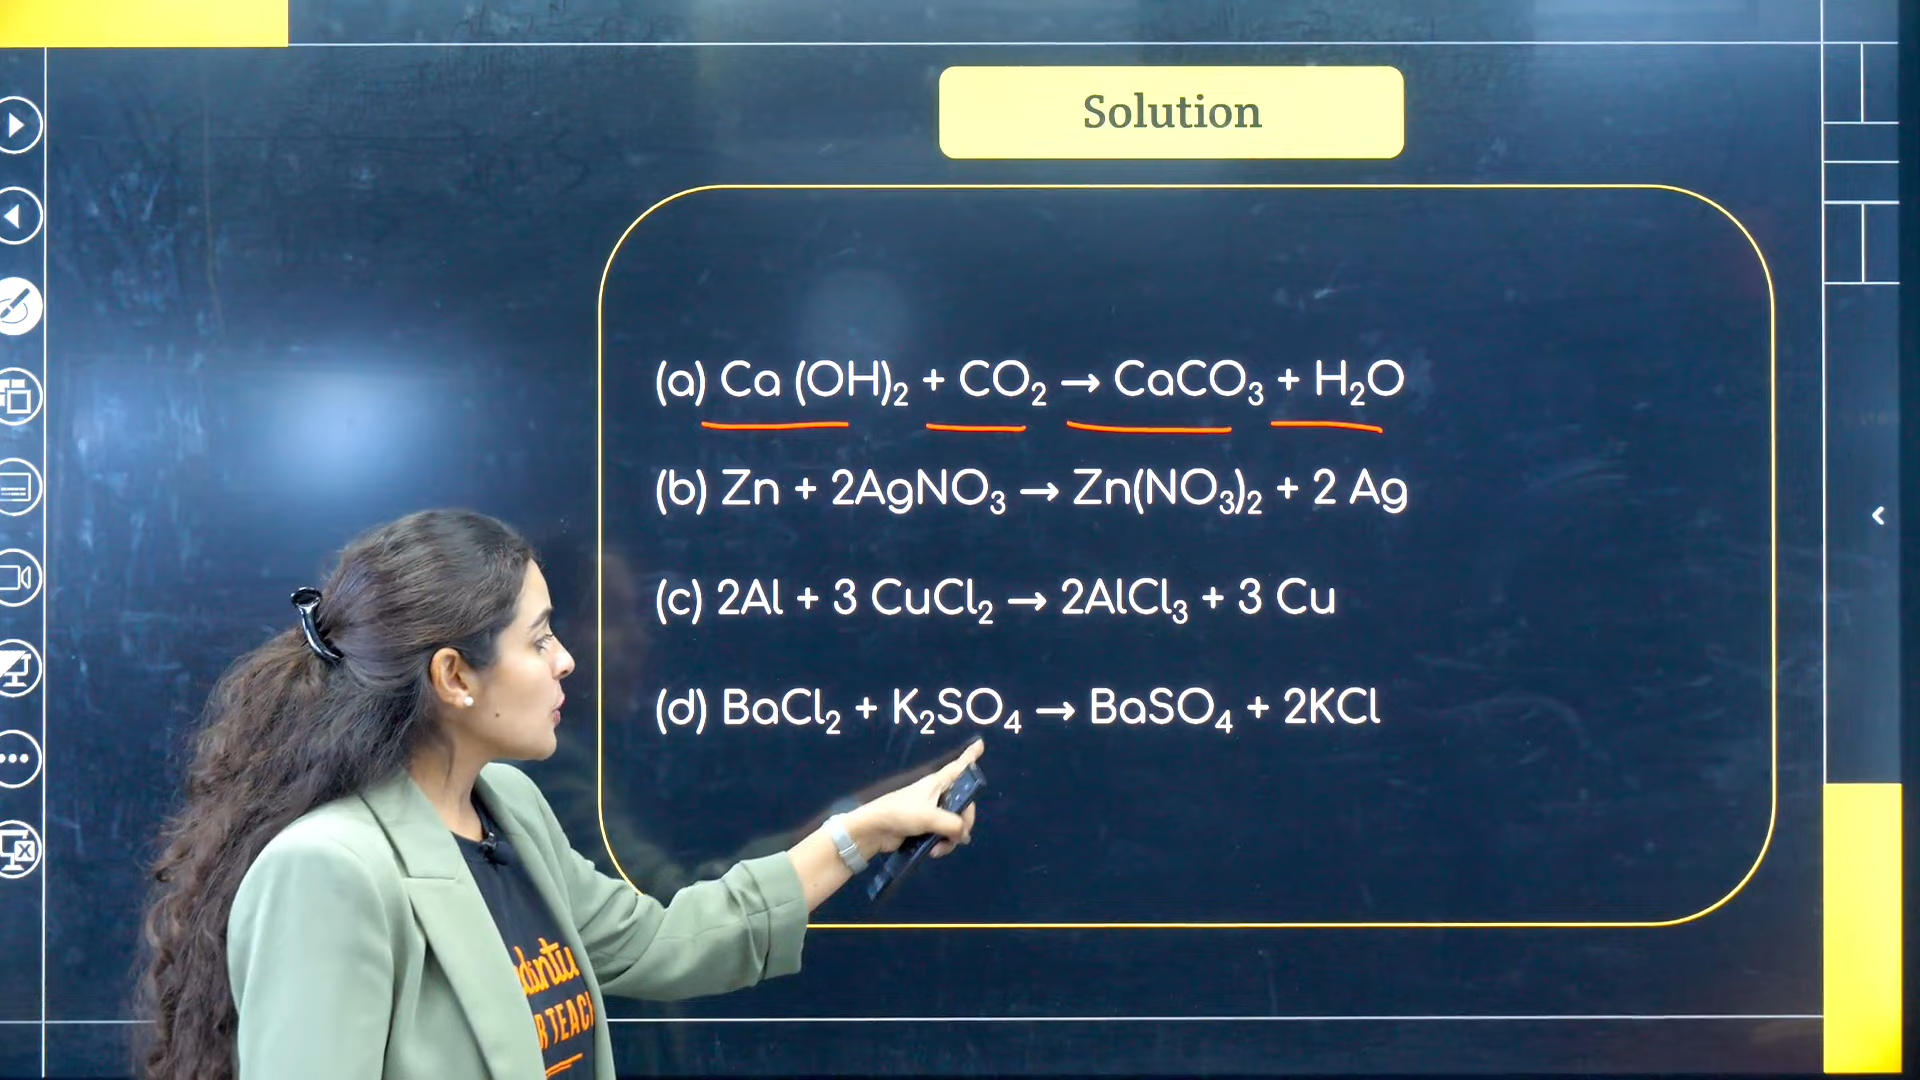 Solution
(a) Ca (OH)₂ + CO₂ → CaCO₃ + H₂O
(b) Zn + 2AgNO₃ → Zn(NO₃)₂ + 2 Ag
(c) 2Al + 3 CuCl₂ → 2AlCl₃ + 3 Cu
(d) BaCl₂ + K₂SO₄ → BaSO₄ + 2KCl